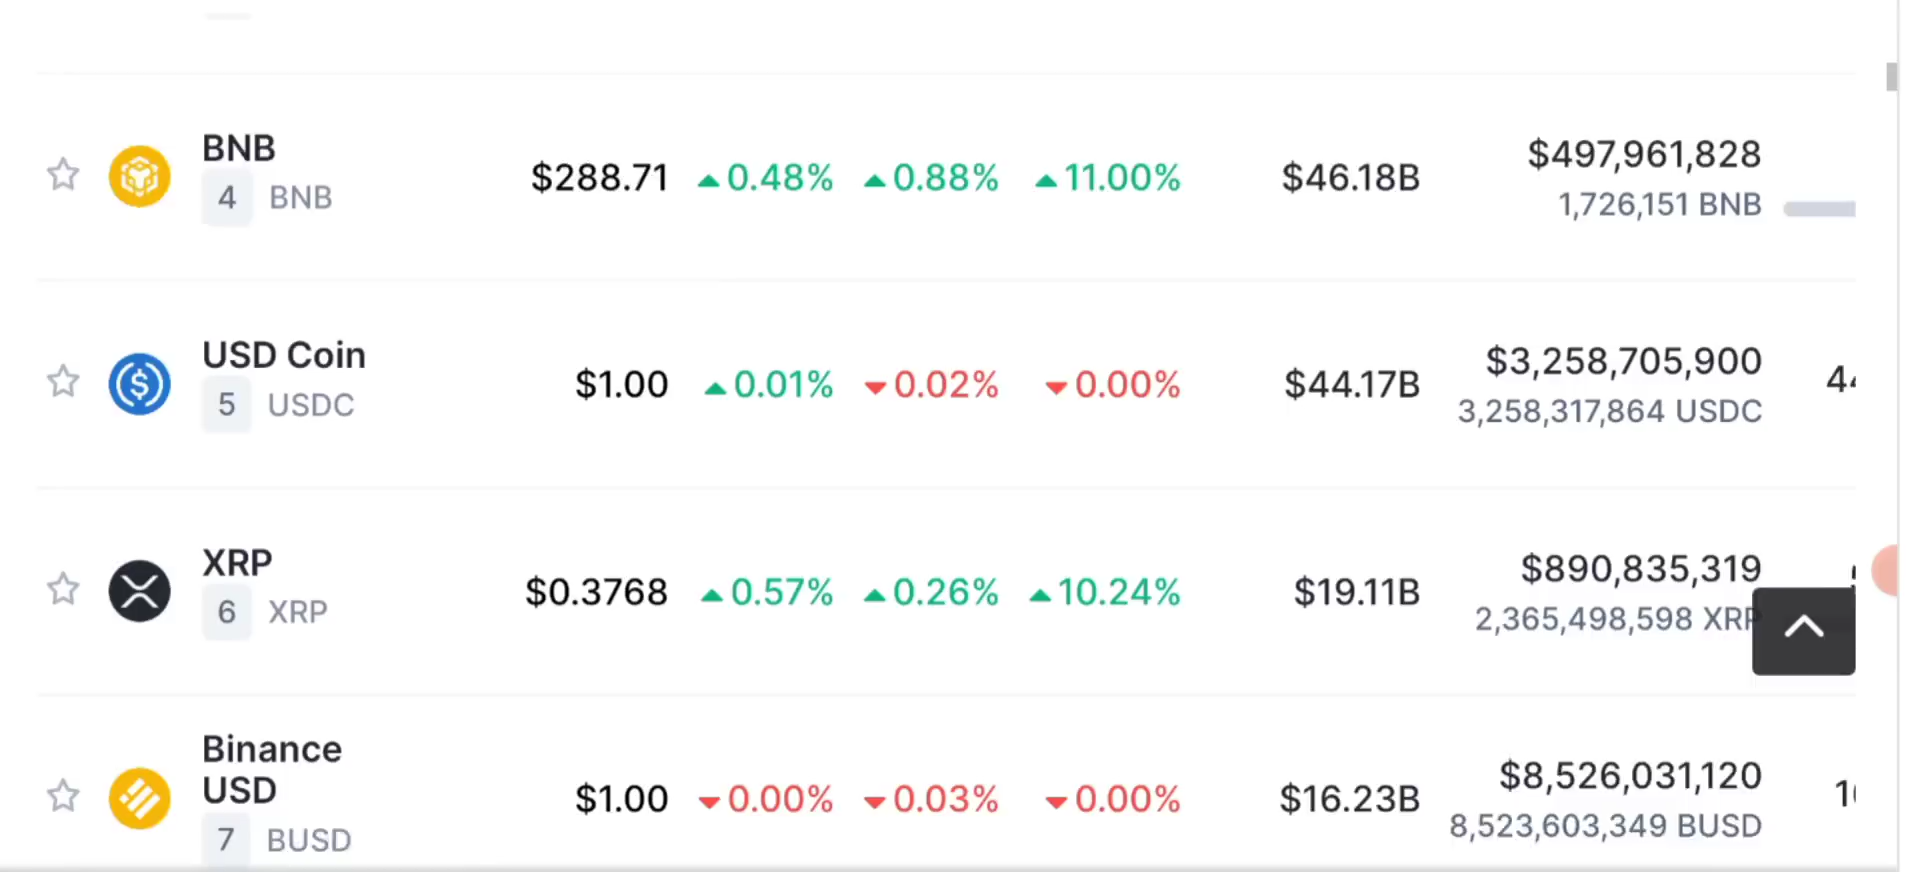 BNB
4 BNB
$288.71 0.48% 0.88% 11.00% $46.18B $497,961,828
1,726,151 BNB
USD Coin
5 USDC
$1.00 0.01% 0.02% 0.00% $44.17B $3,258,705,900
3,258,317,864 USDC
XRP
6 XRP
$0.3768 0.57% 0.26% 10.24% $19.11B $890,835,319
2,365,498,598 XRP
Binance
USD
7 BUSD
$1.00 0.00% 0.03% 0.00% $16.23B $8,526,031,120
8,523,603,349 BUSD